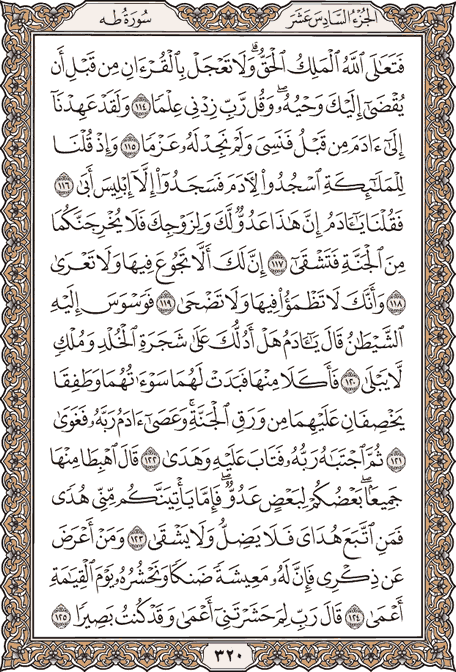 الجزء السادس عشر
سورة طه
فَتَعَٰلَى ٱللَّهُ ٱلْمَلِكُ ٱلْحَقُّ ۗ وَلَا تَعْجَلْ بِٱلْقُرْءَانِ مِن قَبْلِ أَن
يُقْضَىٰٓ إِلَيْكَ وَحْيُهُۥ ۖ وَقُل رَّبِّ زِدْنِى عِلْمًا ١١٤ وَلَقَدْ عَهِدْنَآ
إِلَىٰٓ ءَادَمَ مِن قَبْلُ فَنَسِىَ وَلَمْ نَجِدْ لَهُۥ عَزْمًا ١١٥ وَإِذْ قُلْنَا
لِلْمَلَٰٓئِكَةِ ٱسْجُدُوا۟ لِءَادَمَ فَسَجَدُوٓا۟ إِلَّآ إِبْلِيسَ أَبَىٰ ١١٦
فَقُلْنَا يَٰٓـَٔادَمُ إِنَّ هَٰذَا عَدُوٌّ لَّكَ وَلِزَوْجِكَ فَلَا يُخْرِجَنَّكُمَا
مِنَ ٱلْجَنَّةِ فَتَشْقَىٰٓ ١١٧ إِنَّ لَكَ أَلَّا تَجُوعَ فِيهَا وَلَا تَعْرَىٰ
١١٨ وَأَنَّكَ لَا تَظْمَؤُا۟ فِيهَا وَلَا تَضْحَىٰ ١١٩ فَوَسْوَسَ إِلَيْهِ
ٱلشَّيْطَٰنُ قَالَ يَٰٓـَٔادَمُ هَلْ أَدُلُّكَ عَلَىٰ شَجَرَةِ ٱلْخُلْدِ وَمُلْكٍ
لَّا يَبْلَىٰ ١٢٠ فَأَكَلَا مِنْهَا فَبَدَتْ لَهُمَا سَوْءَٰتُهُمَا وَطَفِقَا
يَخْصِفَانِ عَلَيْهِمَا مِن وَرَقِ ٱلْجَنَّةِ ۚ وَعَصَىٰٓ ءَادَمُ رَبَّهُۥ فَغَوَىٰ
١٢١ ثُمَّ ٱجْتَبَٰهُ رَبُّهُۥ فَتَابَ عَلَيْهِ وَهَدَىٰ ١٢٢ قَالَ ٱهْبِطَا مِنْهَا
جَمِيعًۢا ۖ بَعْضُكُمْ لِبَعْضٍ عَدُوٌّ ۖ فَإِمَّا يَأْتِيَنَّكُم مِّنِّى هُدًى
فَمَنِ ٱتَّبَعَ هُدَاىَ فَلَا يَضِلُّ وَلَا يَشْقَىٰ ١٢٣ وَمَنْ أَعْرَضَ
عَن ذِكْرِى فَإِنَّ لَهُۥ مَعِيشَةً ضَنكًا وَنَحْشُرُهُۥ يَوْمَ ٱلْقِيَٰمَةِ
أَعْمَىٰ ١٢٤ قَالَ رَبِّ لِمَ حَشَرْتَنِىٓ أَعْمَىٰ وَقَدْ كُنتُ بَصِيرًا ١٢٥
٣٢٠